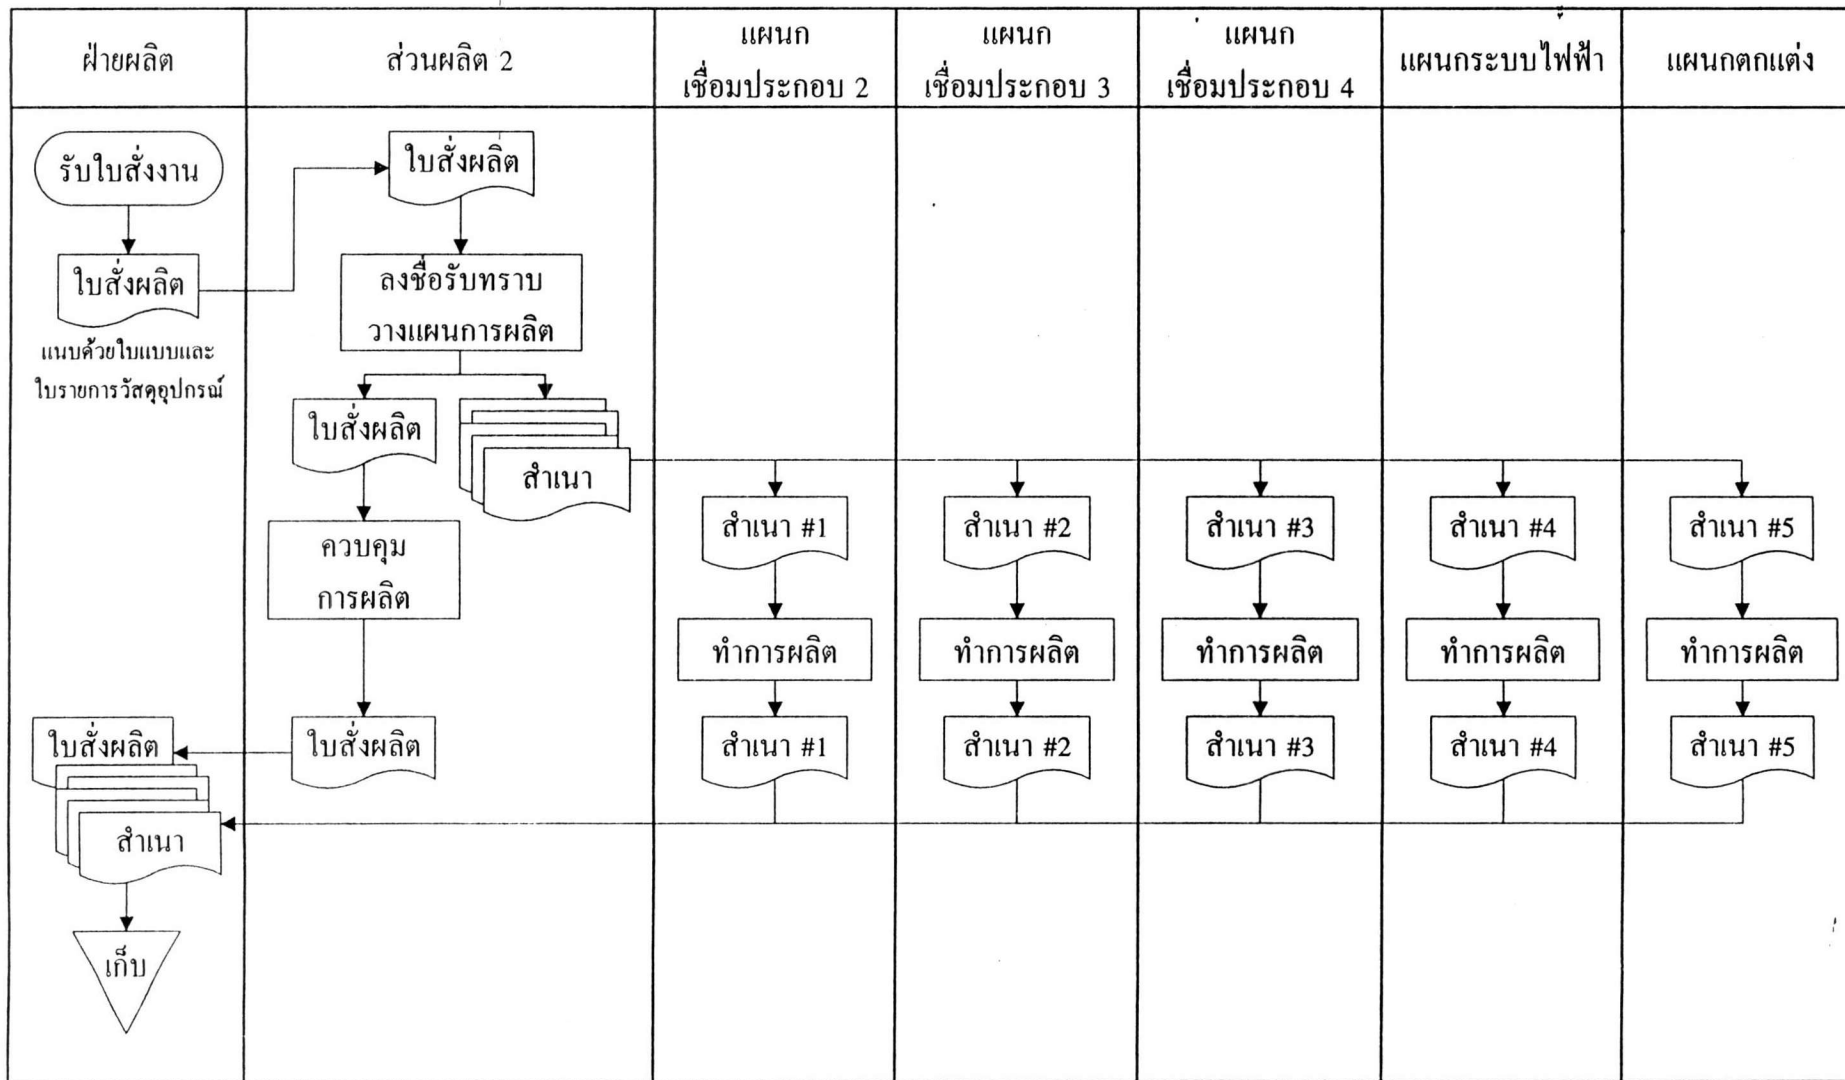 ฝ่ายผลิต
ส่วนผลิต 2
แผนก
เชื่อมประกอบ 2
แผนก
เชื่อมประกอบ 3
แผนก
เชื่อมประกอบ 4
แผนกระบบไฟฟ้า
แผนกตกแต่ง
รับใบสั่งงาน
ใบสั่งผลิต
แนบด้วยใบแบบและ
ใบรายการวัสดุอุปกรณ์
ใบสั่งผลิต
ลงชื่อรับทราบ
วางแผนการผลิต
ใบสั่งผลิต
สำเนา
ควบคุม
การผลิต
สำเนา #1
สำเนา #2
สำเนา #3
สำเนา #4
สำเนา #5
ทำการผลิต
ทำการผลิต
ทำการผลิต
ทำการผลิต
ทำการผลิต
ใบสั่งผลิต
ใบสั่งผลิต
สำเนา #1
สำเนา #2
สำเนา #3
สำเนา #4
สำเนา #5
สำเนา
เก็บ